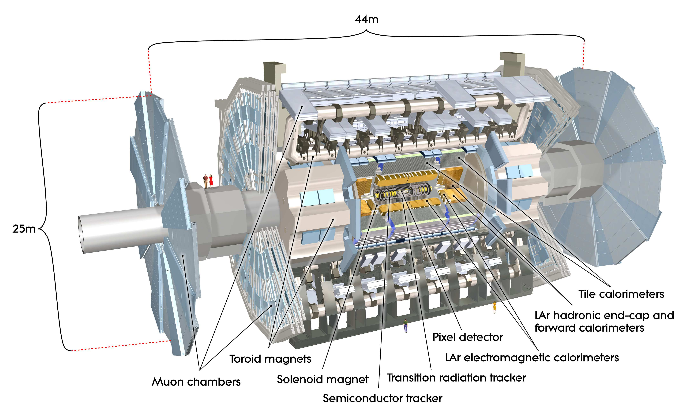 44m
25m
Tile calorimeters
LAr hadronic end-cap and
forward calorimeters
Pixel detector
Toroid magnets
LAr electromagnetic calorimeters
Muon chambers
Solenoid magnet
Transition radiation tracker
Semiconductor tracker